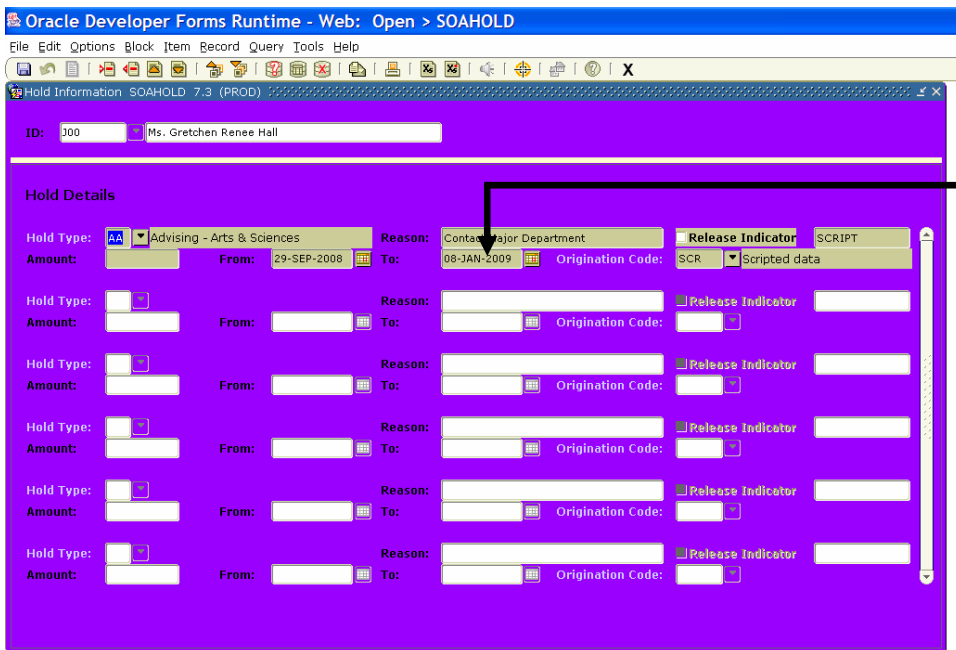 Oracle Developer Forms Runtime - Web: Open > SOAHOLD
File Edit Options Block Item Record Query Tools Help
X
Hold Information SOAHOLD 7.3 (PROD)
ID: J00 Ms. Gretchen Renee Hall
Hold Details
Hold Type: AA Advising - Arts & Sciences Reason: Contact Major Department Release Indicator SCRIPT
Amount: From: 29-SEP-2008 To: 08-JAN-2009 Origination Code: SCR Scripted data
Hold Type: Reason: Release Indicator
Amount: From: To: Origination Code:
Hold Type: Reason: Release Indicator
Amount: From: To: Origination Code:
Hold Type: Reason: Release Indicator
Amount: From: To: Origination Code:
Hold Type: Reason: Release Indicator
Amount: From: To: Origination Code:
Hold Type: Reason: Release Indicator
Amount: From: To: Origination Code: